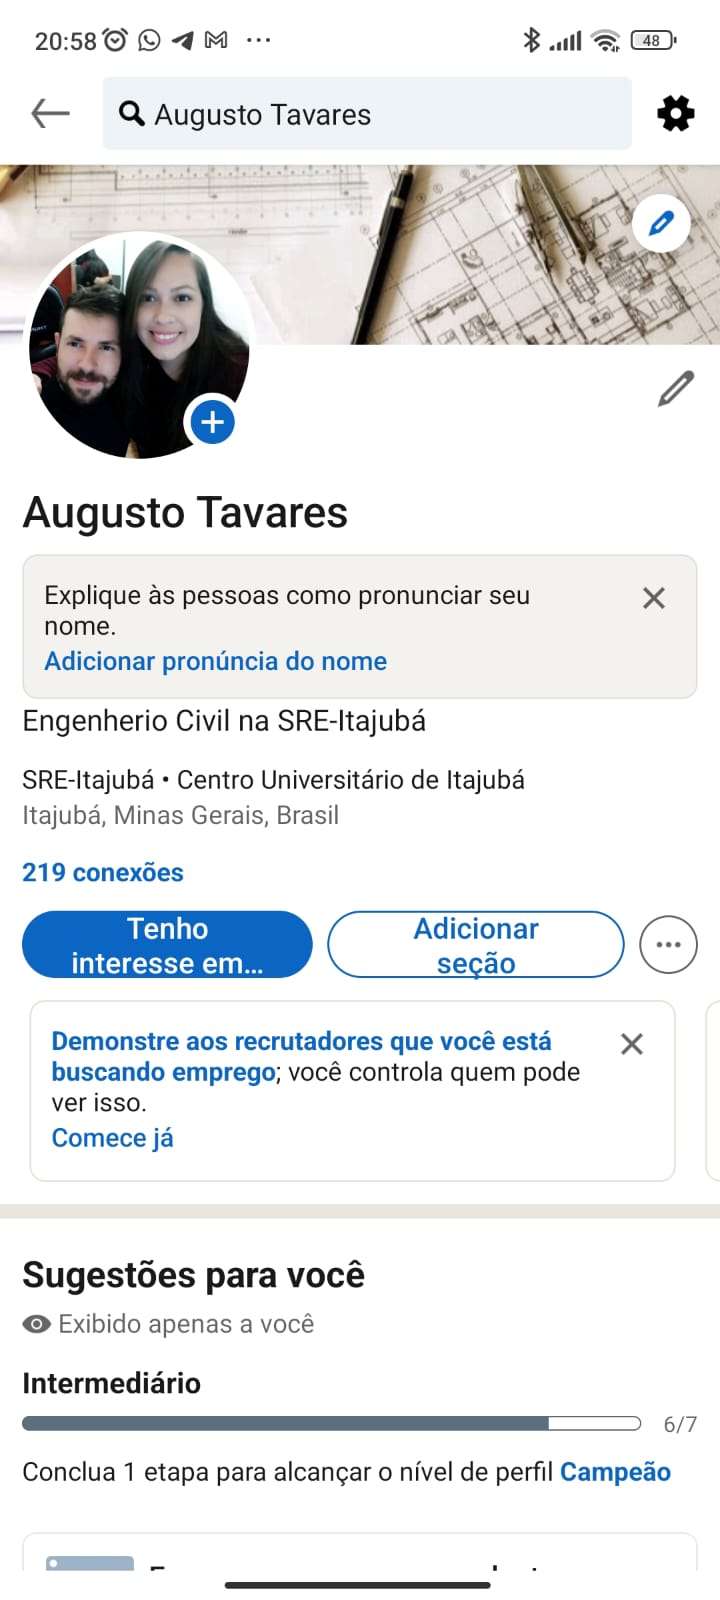 20:58
48
Augusto Tavares
Augusto Tavares
Explique às pessoas como pronunciar seu
nome.
Adicionar pronúncia do nome
Engenherio Civil na SRE-Itajubá
SRE-Itajubá • Centro Universitário de Itajubá
Itajubá, Minas Gerais, Brasil
219 conexões
Tenho
interesse em...
Adicionar
seção
Demonstre aos recrutadores que você está
buscando emprego; você controla quem pode
ver isso.
Comece já
Sugestões para você
Exibido apenas a você
Intermediário
6/7
Conclua 1 etapa para alcançar o nível de perfil Campeão